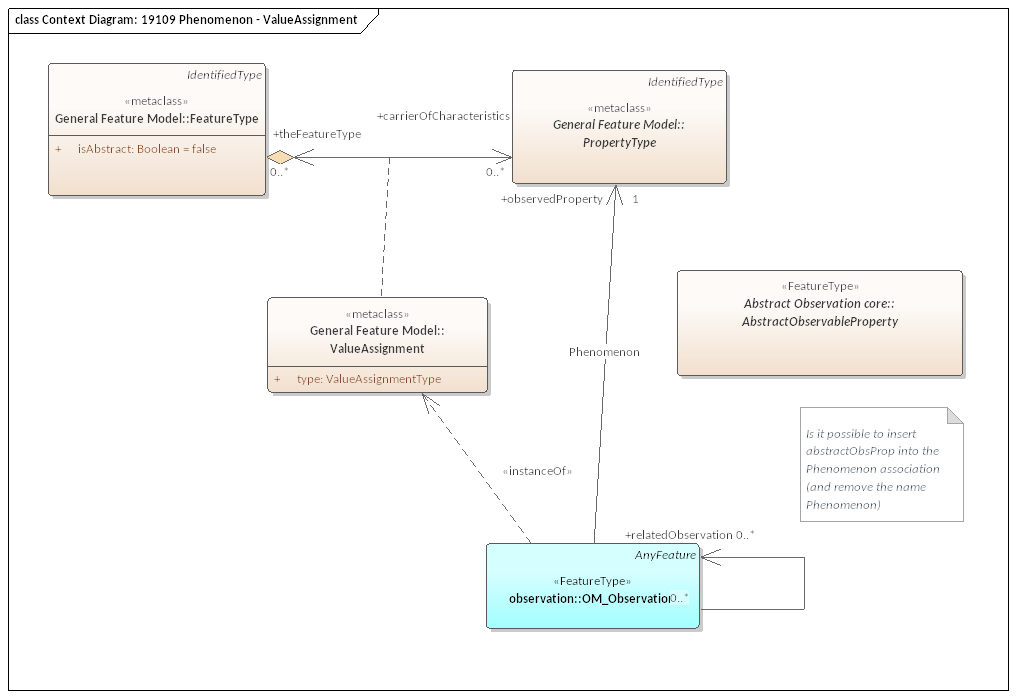 class Context Diagram: 19109 Phenomenon - ValueAssignment
IdentifiedType
«metaclass»
General Feature Model::FeatureType
+ isAbstract: Boolean = false
IdentifiedType
«metaclass»
General Feature Model::
PropertyType
+carrierOfCharacteristics
+theFeatureType
0..*
0..*
+observedProperty
1
«FeatureType»
Abstract Observation core::
AbstractObservableProperty
«metaclass»
General Feature Model::
ValueAssignment
+ type: ValueAssignmentType
Phenomenon
Is it possible to insert
abstractObsProp into the
Phenomenon association
(and remove the name
Phenomenon)
«instanceOf»
+relatedObservation 0..*
AnyFeature
«FeatureType»
observation::OM_Observation
0..*